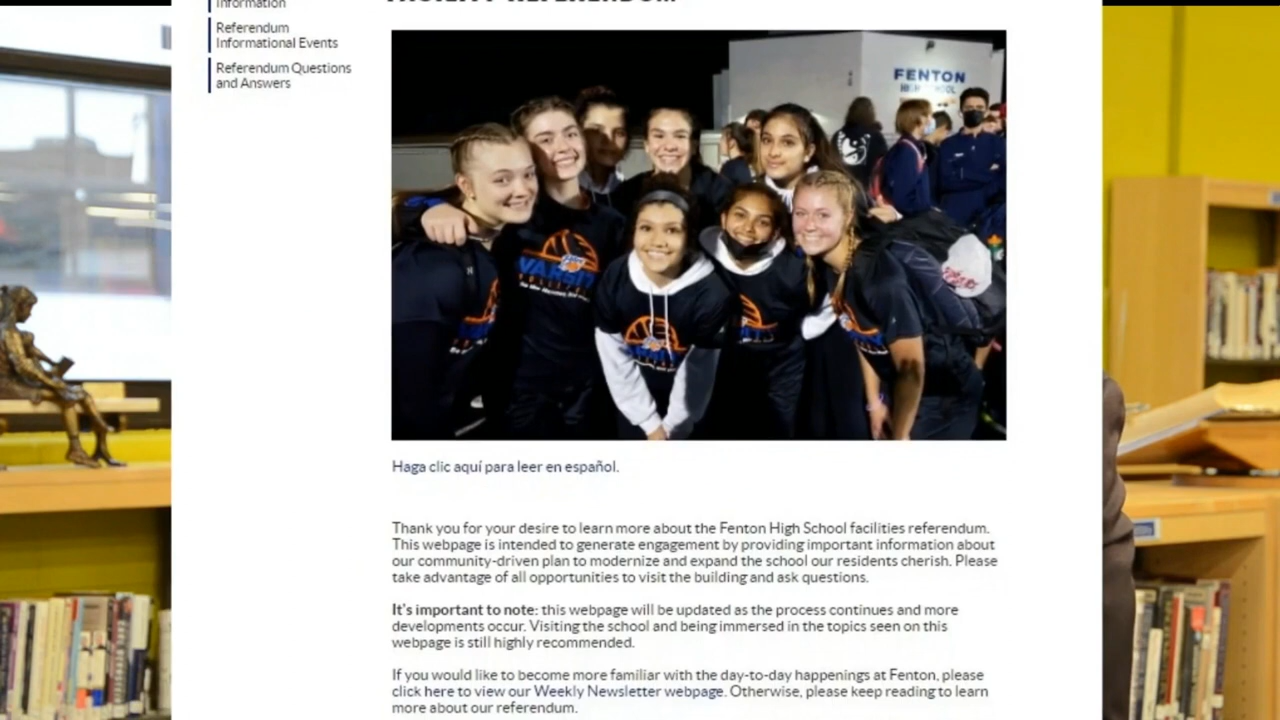 Information
Referendum
Informational Events
Referendum Questions
and Answers
FACILITY REFERENDUM
FENTON
HIGH SCHOOL
VARSITY
Haga clic aquí para leer en español.
Thank you for your desire to learn more about the Fenton High School facilities referendum.
This webpage is intended to generate engagement by providing important information about
our community-driven plan to modernize and expand the school our residents cherish. Please
take advantage of all opportunities to visit the building and ask questions.
It's important to note: this webpage will be updated as the process continues and more
developments occur. Visiting the school and being immersed in the topics seen on this
webpage is still highly recommended.
If you would like to become more familiar with the day-to-day happenings at Fenton, please
click here to view our Weekly Newsletter webpage. Otherwise, please keep reading to learn
more about our referendum.